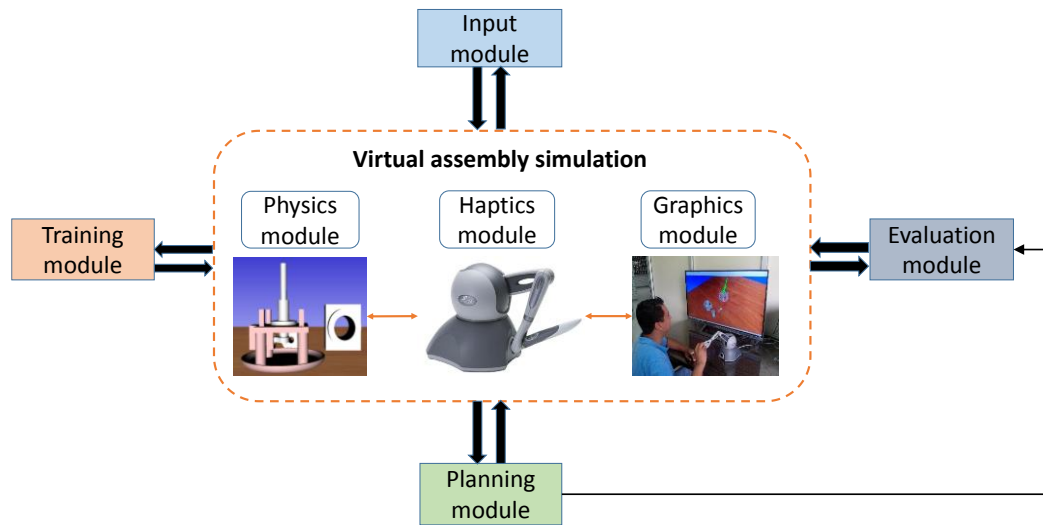 Input
module
Virtual assembly simulation
Physics
module
Haptics
module
Graphics
module
Training
module
Evaluation
module
Planning
module